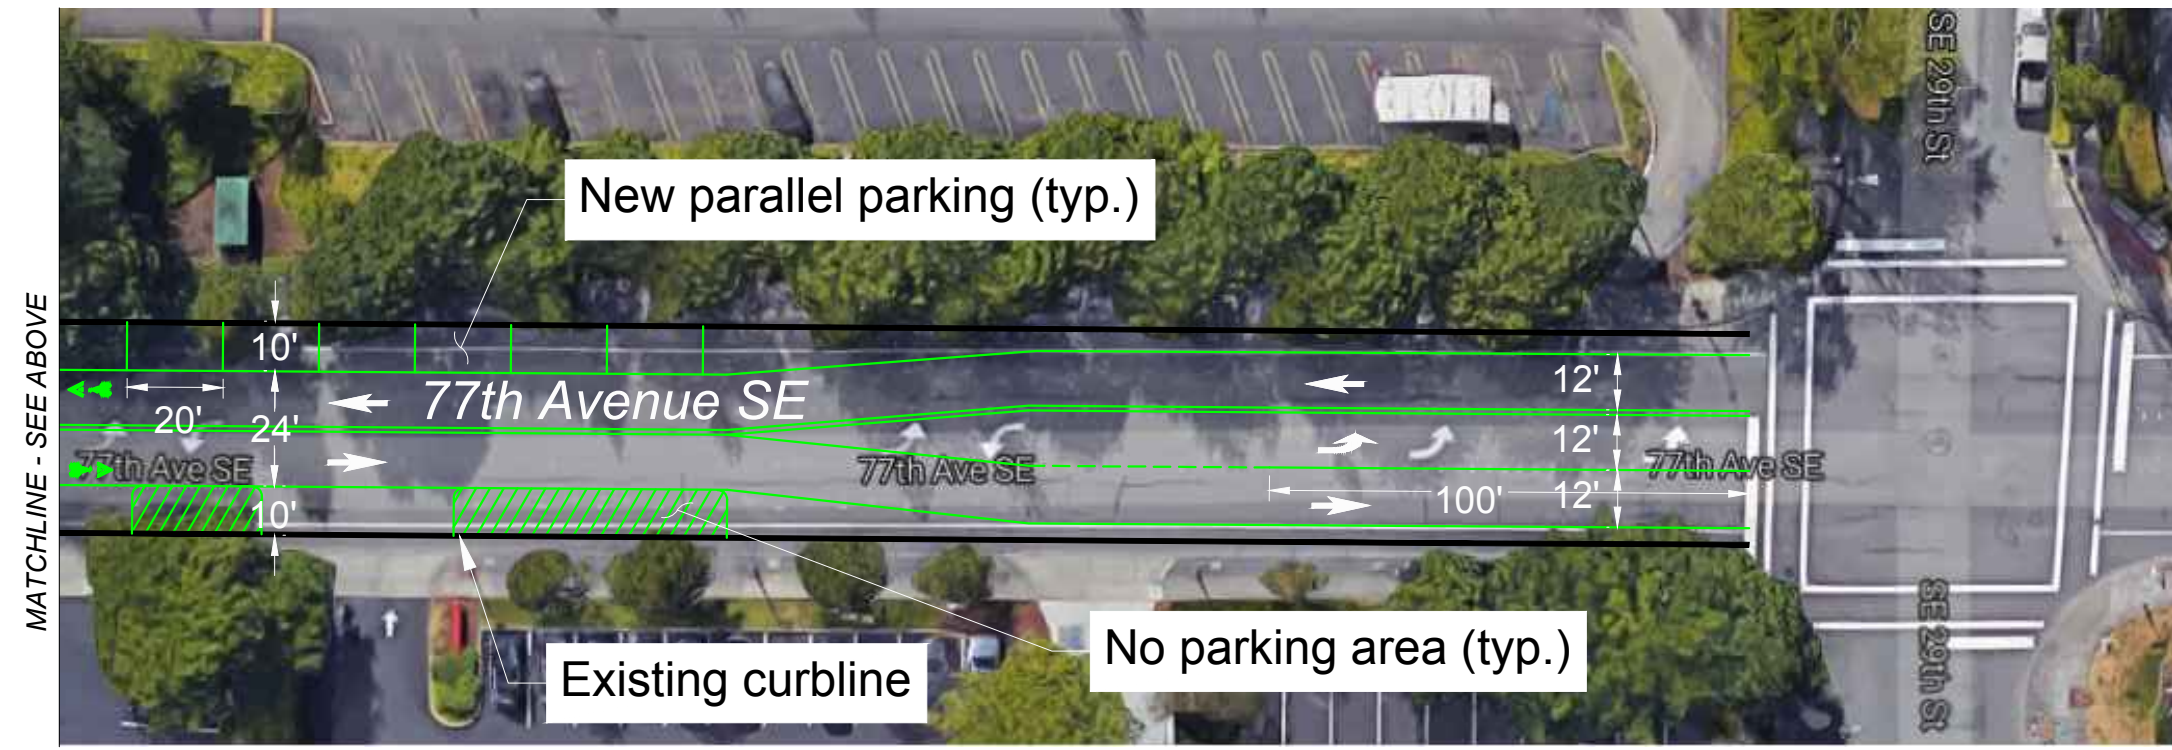 SE 29th St
New parallel parking (typ.)
MATCHLINE - SEE ABOVE
10'
20'
24'
77th Avenue SE
12'
12'
77th Ave SE
77th Ave SE
77th Ave SE
100'
12'
10'
No parking area (typ.)
Existing curbline
SE 29th St